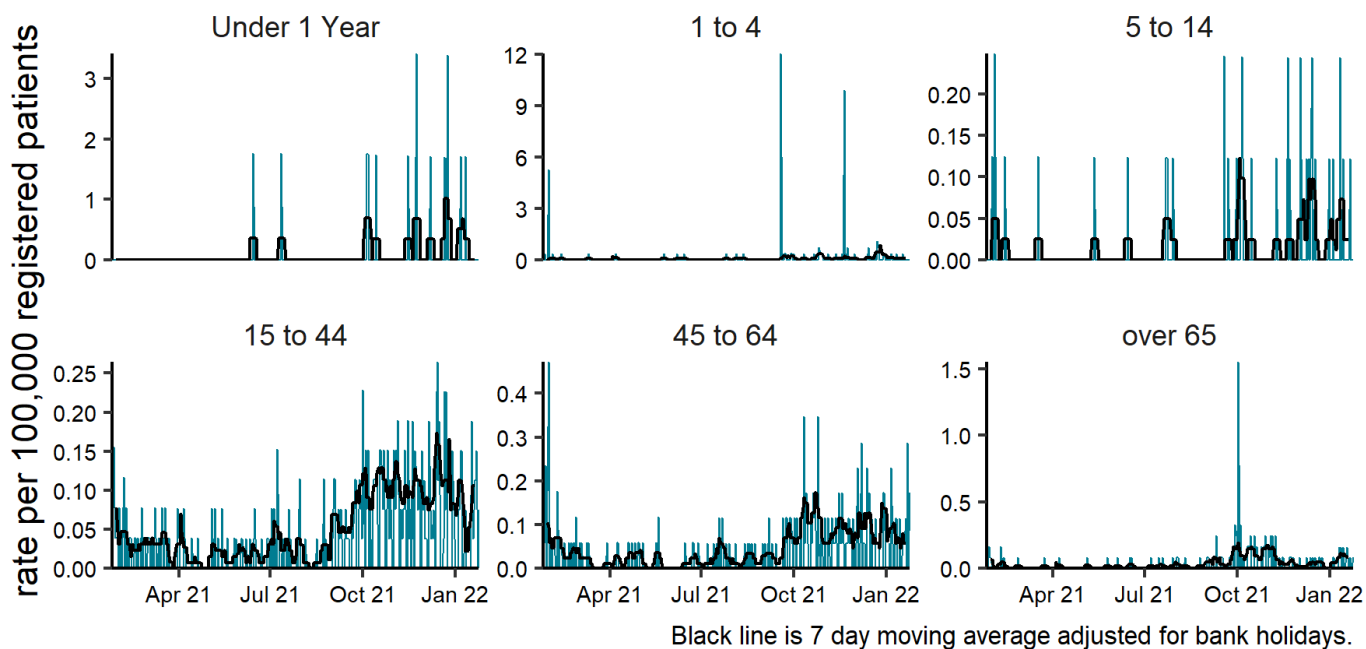 rate per 100,000 registered patients
Under 1 Year
3
2
1
0
1 to 4
12
9
6
3
0
5 to 14
0.20
0.15
0.10
0.05
0.00
15 to 44
0.25
0.20
0.15
0.10
0.05
0.00
Apr 21 Jul 21 Oct 21 Jan 22
45 to 64
0.4
0.3
0.2
0.1
0.0
Apr 21 Jul 21 Oct 21 Jan 22
over 65
1.5
1.0
0.5
0.0
Apr 21 Jul 21 Oct 21 Jan 22
Black line is 7 day moving average adjusted for bank holidays.